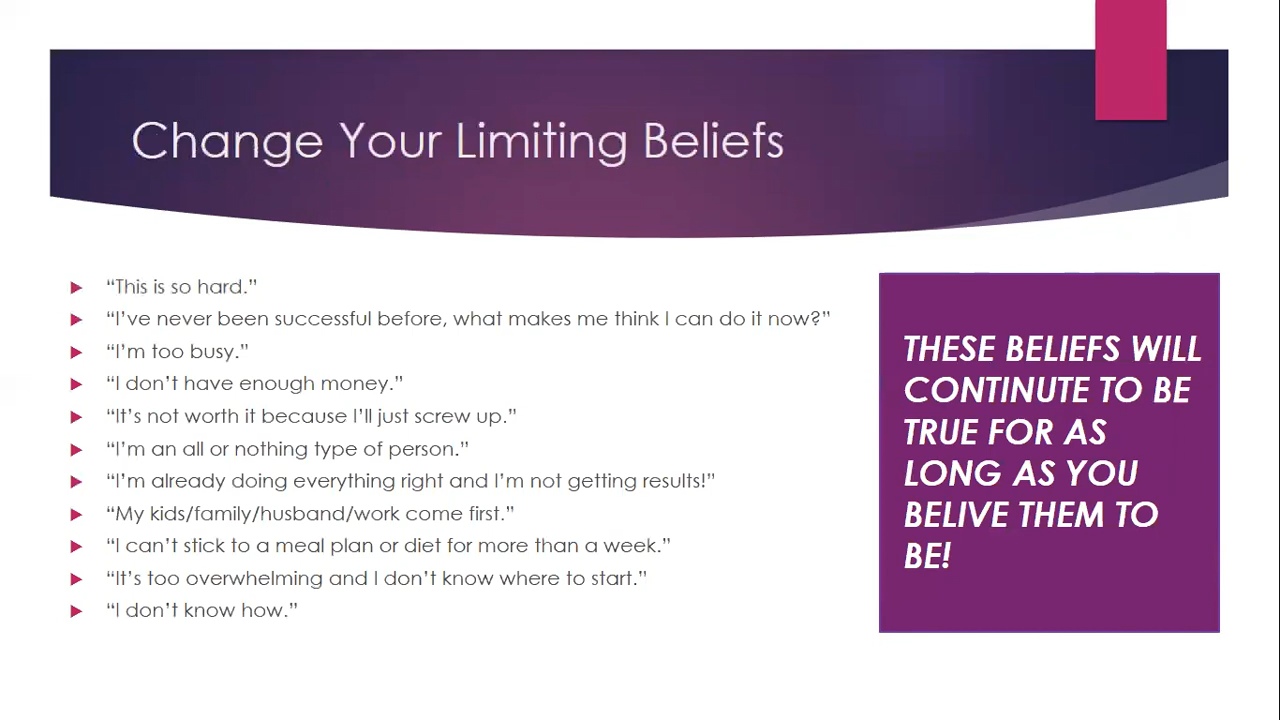 Change Your Limiting Beliefs
“This is so hard.”
“I’ve never been successful before, what makes me think I can do it now?”
“I’m too busy.”
“I don’t have enough money.”
“It’s not worth it because I’ll just screw up.”
“I’m an all or nothing type of person.”
“I’m already doing everything right and I’m not getting results!”
“My kids/family/husband/work come first.”
“I can’t stick to a meal plan or diet for more than a week.”
“It’s too overwhelming and I don’t know where to start.”
“I don’t know how.”
THESE BELIEFS WILL
CONTINUTE TO BE
TRUE FOR AS
LONG AS YOU
BELIVE THEM TO
BE!